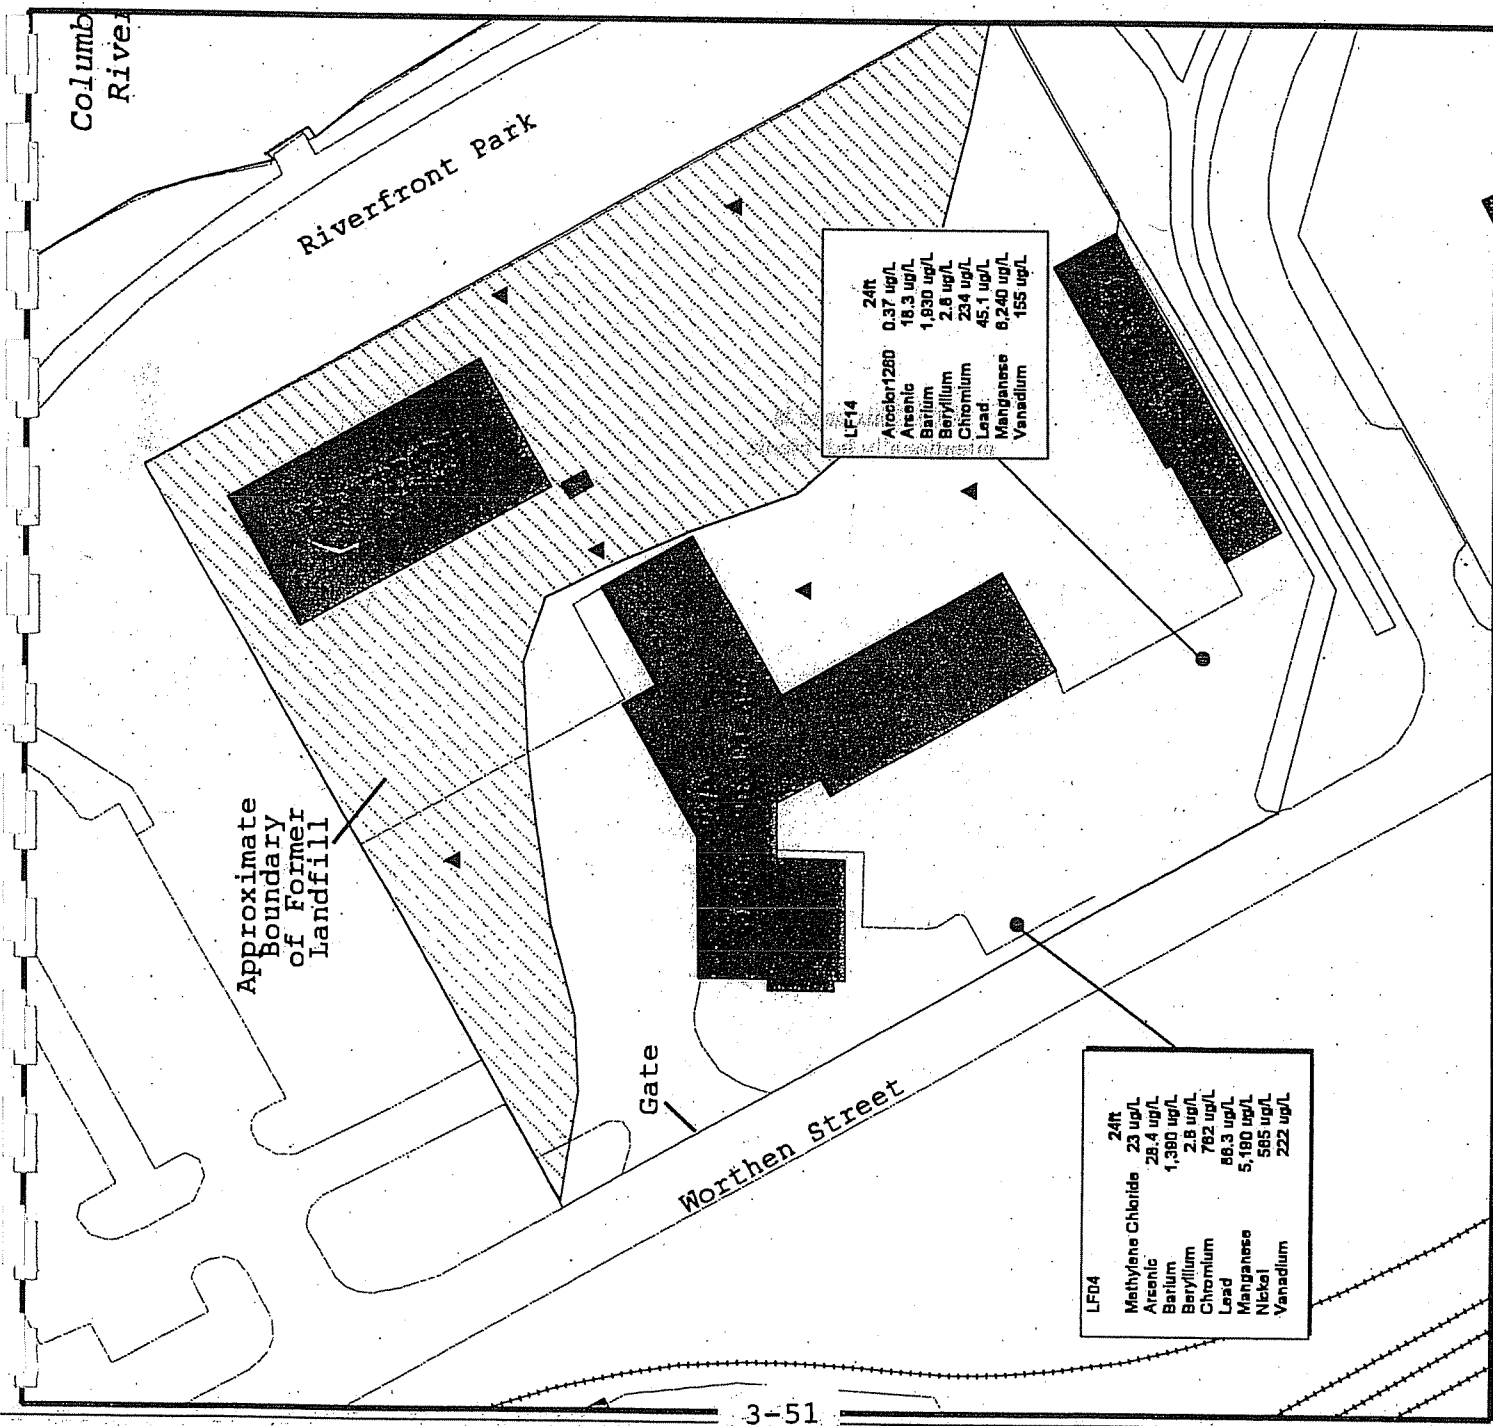 Columb
River
Riverfront Park
LF14
24ft
Aroclor1260 0.37 ug/L
Arsenic 18.3 ug/L
Barium 1,930 ug/L
Beryllium 2.8 ug/L
Chromium 234 ug/L
Lead 45.1 ug/L
Manganese 6,240 ug/L
Vanadium 155 ug/L
Approximate
Boundary
of Former
Landfill
Gate
Worthen Street
LF04
24ft
Methylene Chloride 23 ug/L
Arsenic 28.4 ug/L
Barium 1,390 ug/L
Beryllium 2.8 ug/L
Chromium 762 ug/L
Lead 86.3 ug/L
Manganese 5,190 ug/L
Nickel 565 ug/L
Vanadium 222 ug/L
3-51